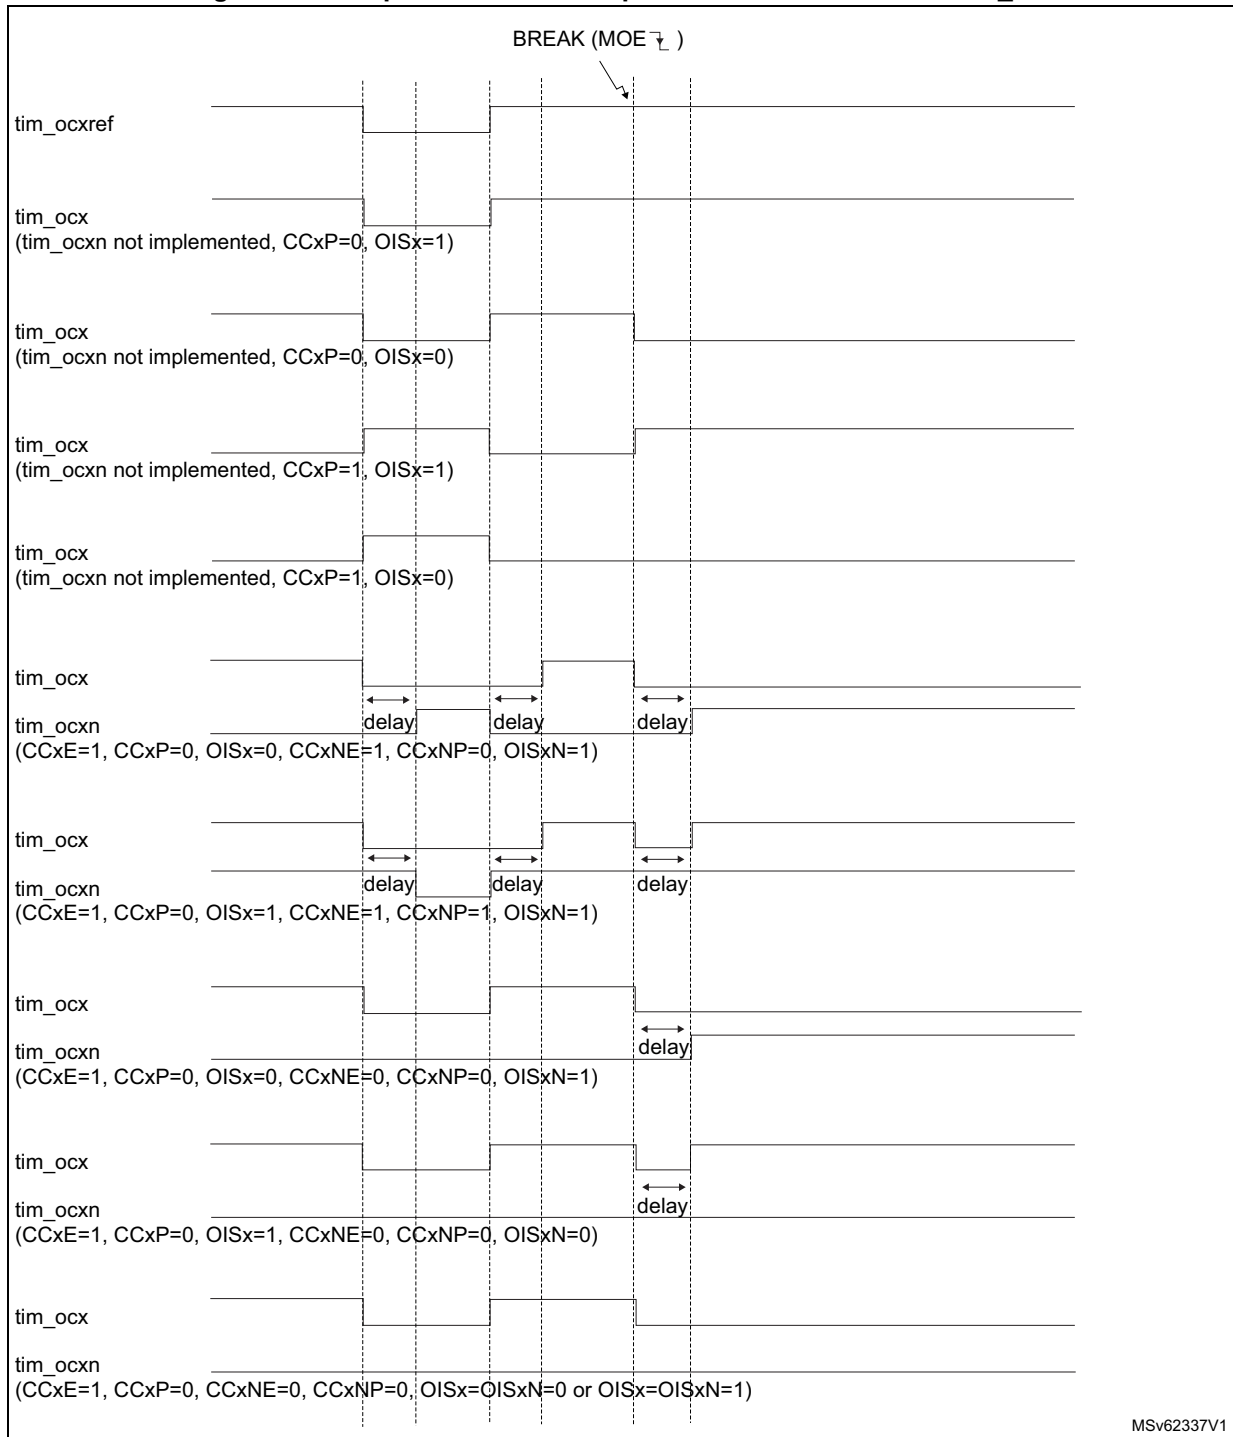 BREAK (MOE )
tim_ocxref
tim_ocx
(tim_ocxn not implemented, CCxP=0, OISx=1)
tim_ocx
(tim_ocxn not implemented, CCxP=0, OISx=0)
tim_ocx
(tim_ocxn not implemented, CCxP=1, OISx=1)
tim_ocx
(tim_ocxn not implemented, CCxP=1, OISx=0)
tim_ocx
tim_ocxn delay delay delay
(CCxE=1, CCxP=0, OISx=0, CCxNE=1, CCxNP=0, OISxN=1)
tim_ocx
tim_ocxn delay delay delay
(CCxE=1, CCxP=0, OISx=1, CCxNE=1, CCxNP=1, OISxN=1)
tim_ocx
tim_ocxn delay
(CCxE=1, CCxP=0, OISx=0, CCxNE=0, CCxNP=0, OISxN=1)
tim_ocx
tim_ocxn delay
(CCxE=1, CCxP=0, OISx=1, CCxNE=0, CCxNP=0, OISxN=0)
tim_ocx
tim_ocxn
(CCxE=1, CCxP=0, CCxNE=0, CCxNP=0, OISx=OISxN=0 or OISx=OISxN=1)
MSv62337V1